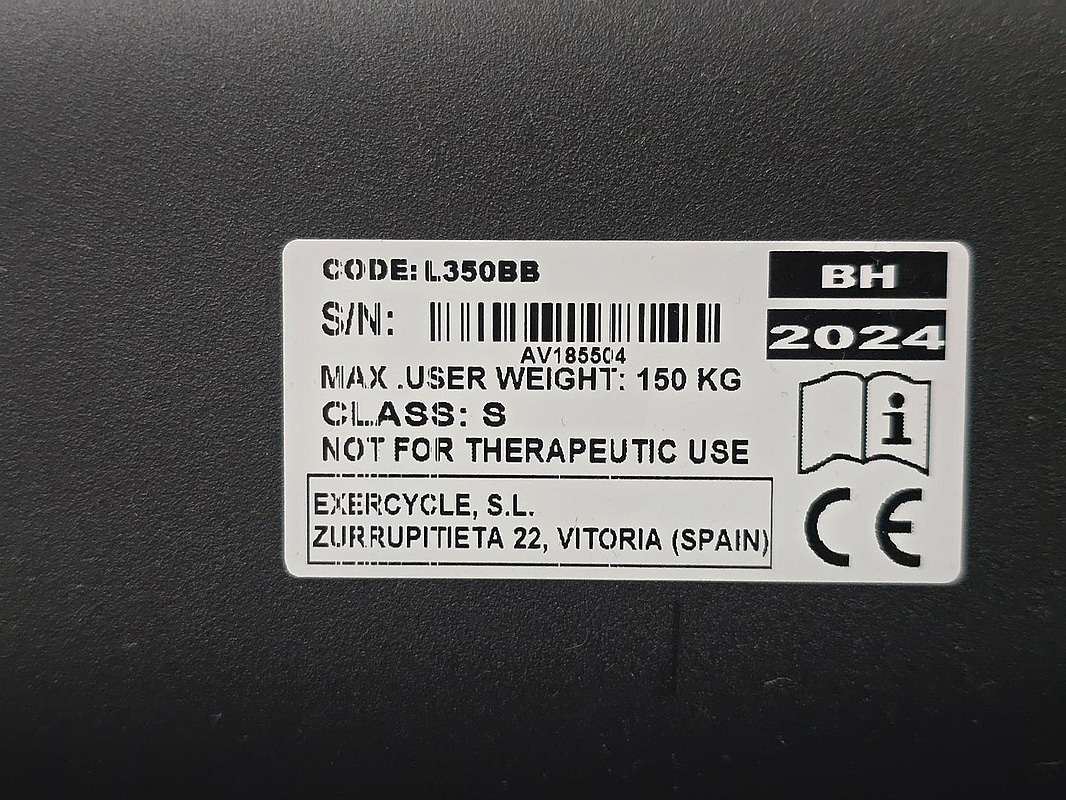 CODE: L350BB
BH
S/N:
2024
AV185504
MAX .USER WEIGHT: 150 KG
CLASS: S
NOT FOR THERAPEUTIC USE
i
EXERCYCLE, S.L.
ZURRUPITIETA 22, VITORIA (SPAIN)
CE